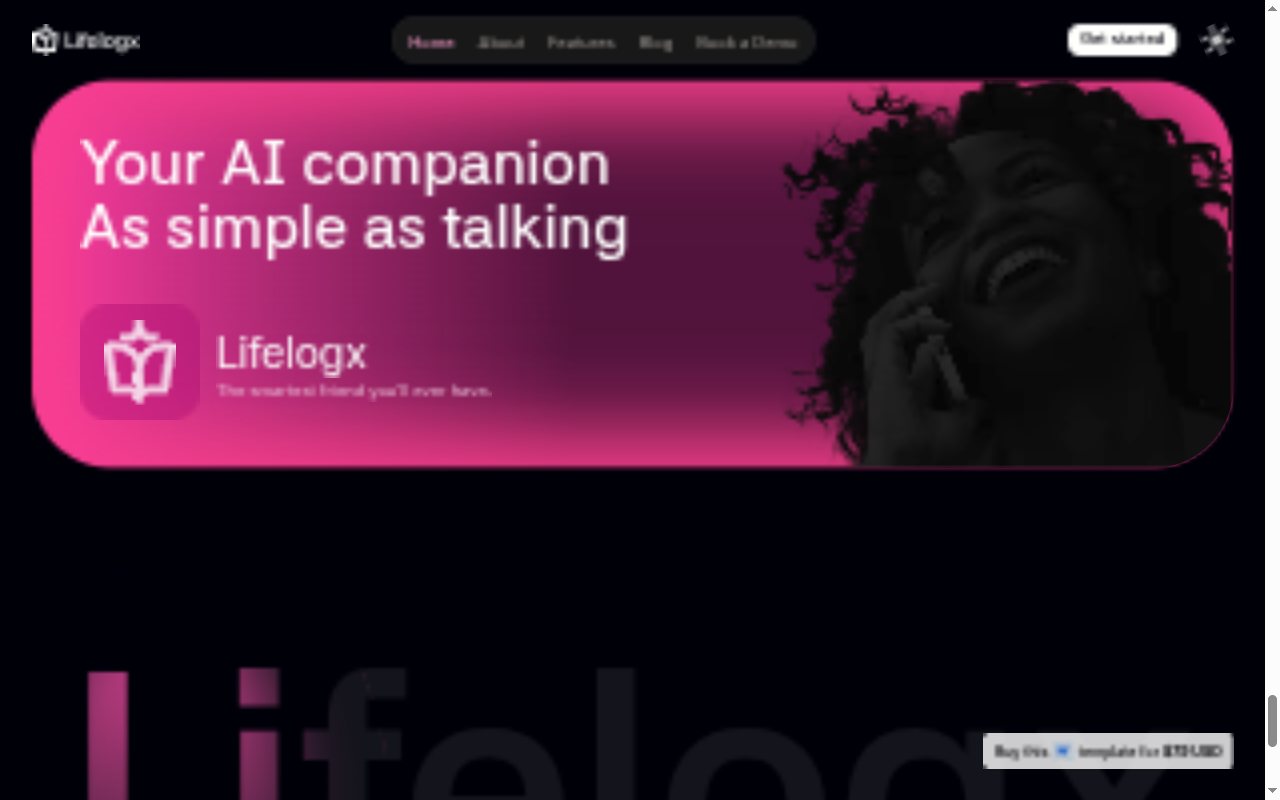 Lifelogx
Home About Features Blog Book a Demo
Get started
Your AI companion
As simple as talking
Lifelogx
The smartest friend you'll ever have.
Lifelogx
Buy this template for $79 USD